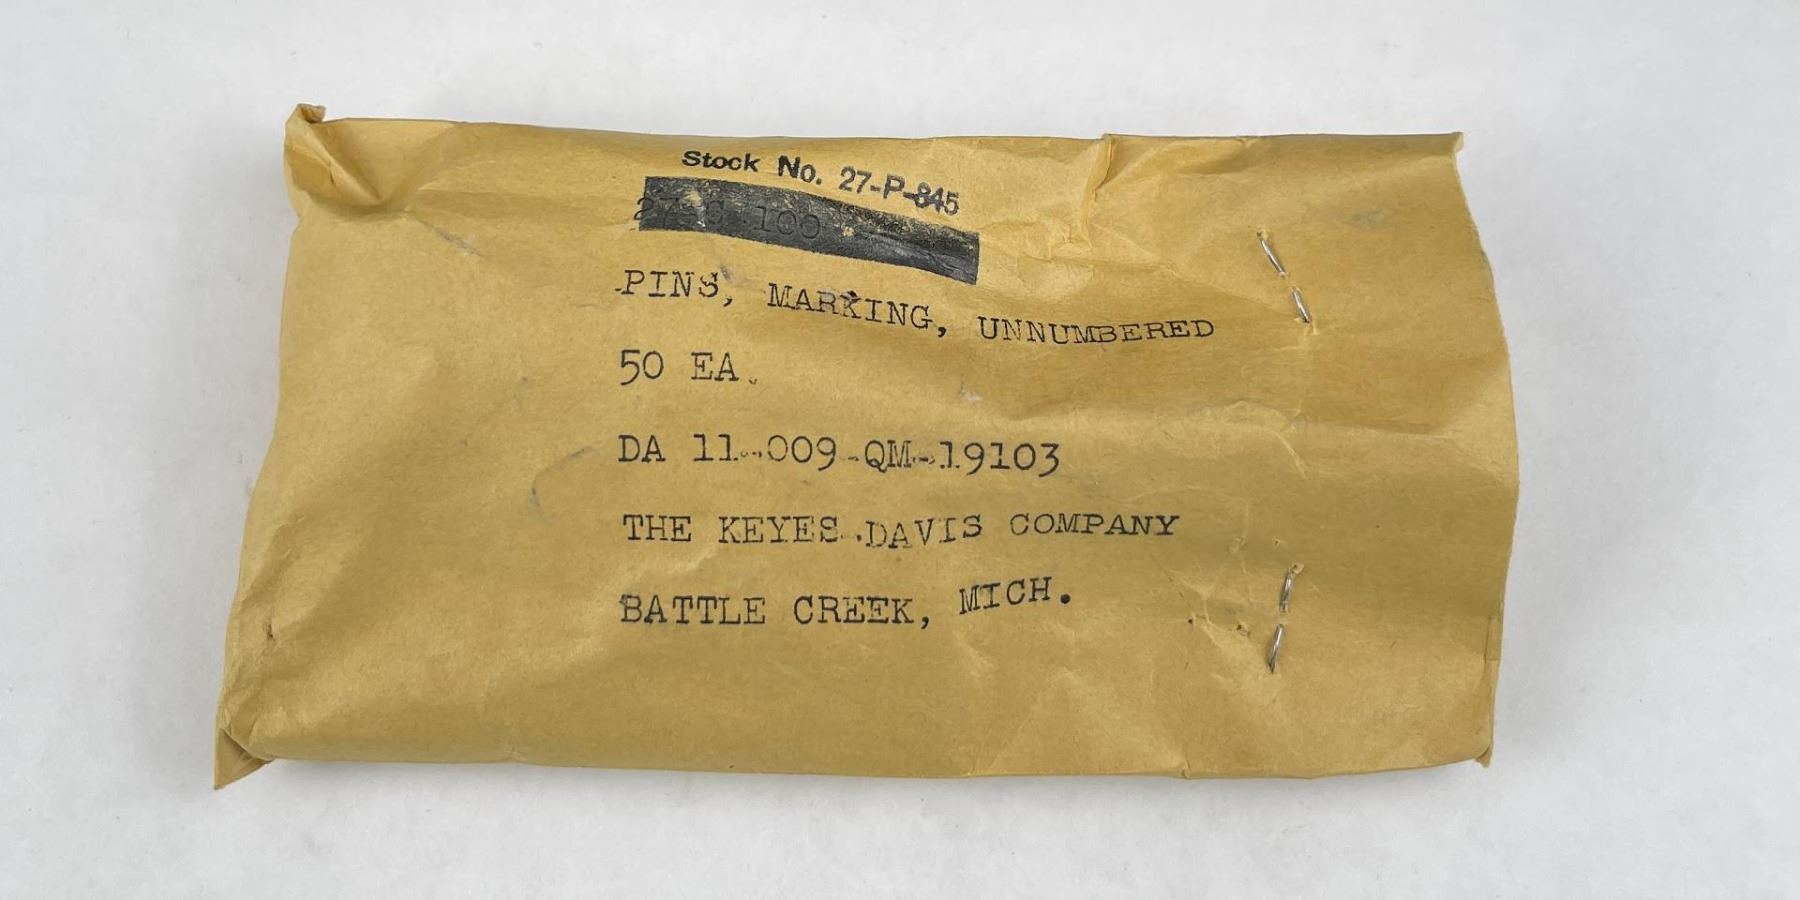 Stock No. 27-P-845
PINS, MARKING, UNNUMBERED
50 EA.
DA 11-009-QM-19103
THE KEYES-DAVIS COMPANY
BATTLE CREEK, MICH.